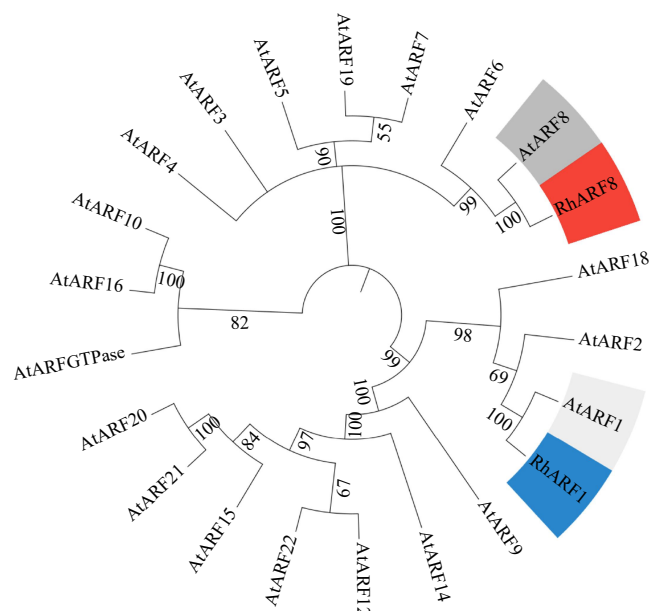 AtARF7
AtARF19
AtARF5
AtARF6
AtARF3
AtARF8
AtARF4
55
90
RhARF8
99
AtARF10
100
100
AtARF18
AtARF16
100
82
98
AtARF2
AtARFGTPase
99
69
AtARF1
100
100
AtARF20
100
100
RhARF1
84
97
AtARF21
67
AtARF15
AtARF9
AtARF22
AtARF12
AtARF14